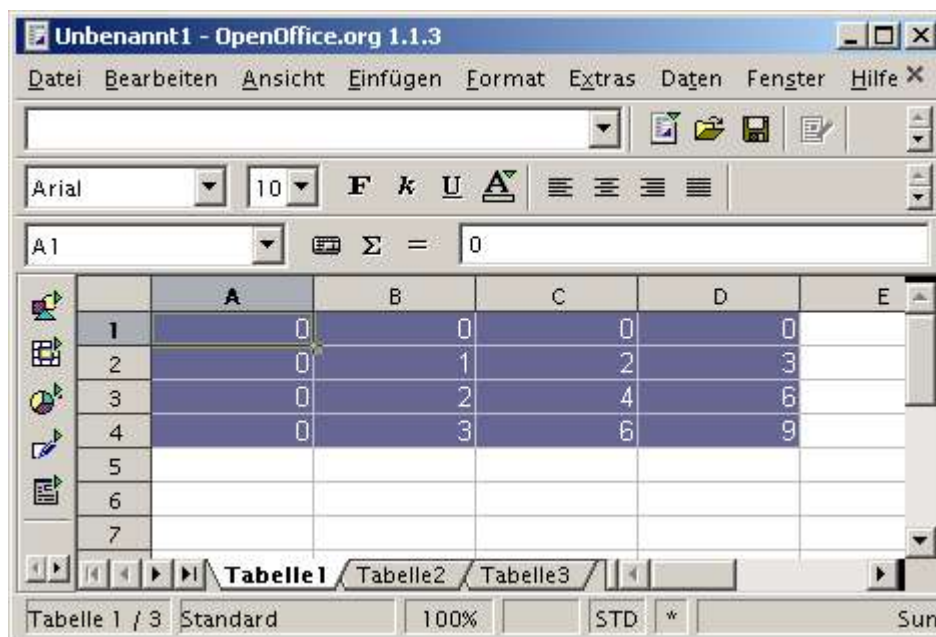 Unbenannt1 - OpenOffice.org 1.1.3
Datei Bearbeiten Ansicht Einfügen Format Extras Daten Fenster Hilfe
Arial 10 F k U A
A1 Σ = 0
A B C D E
1 0 0 0 0
2 0 1 2 3
3 0 2 4 6
4 0 3 6 9
5
6
7
Tabelle1 Tabelle2 Tabelle3
Tabelle 1 / 3 Standard 100% STD * Sum